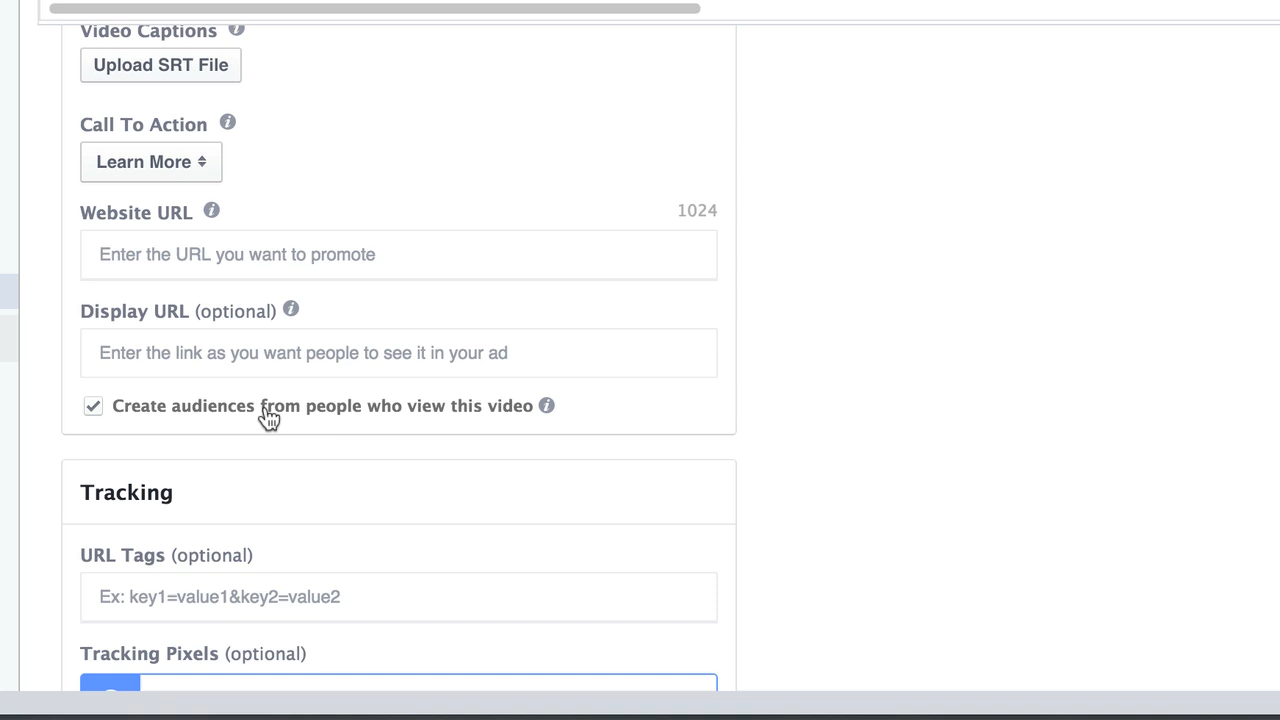 Video Captions
Upload SRT File
Call To Action
Learn More
Website URL
1024
Enter the URL you want to promote
Display URL (optional)
Enter the link as you want people to see it in your ad
Create audiences from people who view this video
Tracking
URL Tags (optional)
Ex: key1=value1&key2=value2
Tracking Pixels (optional)